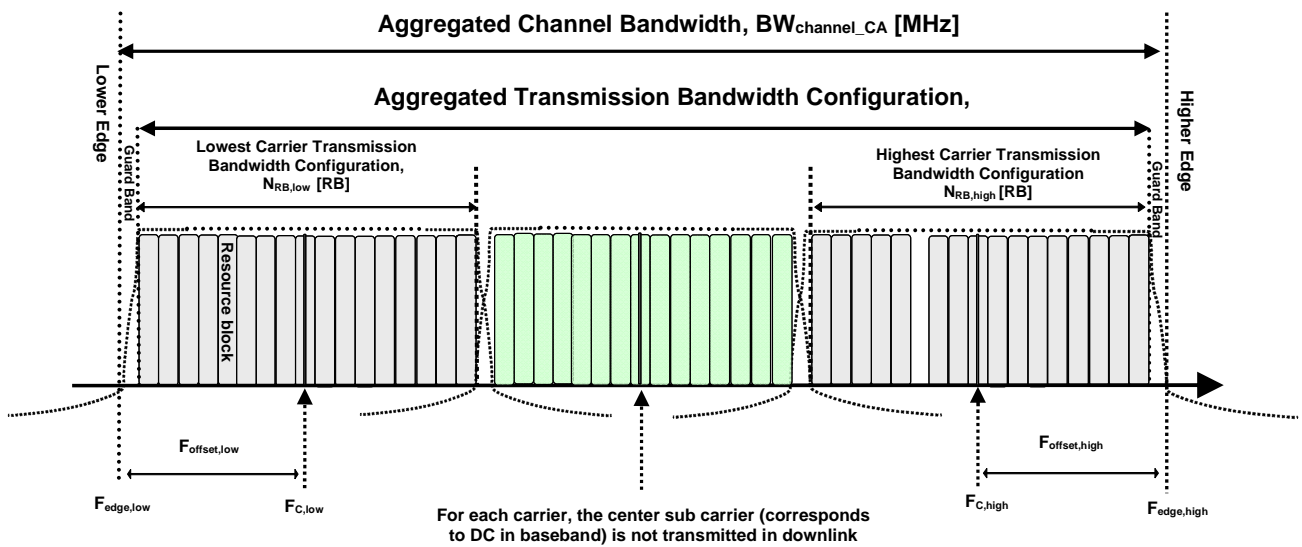 Aggregated Channel Bandwidth, BWchannel_CA [MHz]
Lower Edge
Higher Edge
Aggregated Transmission Bandwidth Configuration,
Guard Band
Lowest Carrier Transmission
Bandwidth Configuration,
NRB,low [RB]
Highest Carrier Transmission
Bandwidth Configuration
NRB,high [RB]
Guard Band
Resource block
Foffset,low
Foffset,high
Fedge,low
FC,low
FC,high
Fedge,high
For each carrier, the center sub carrier (corresponds
to DC in baseband) is not transmitted in downlink